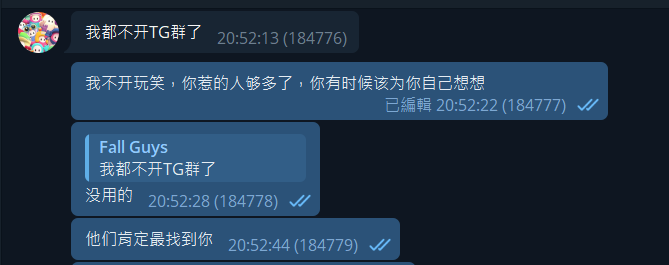 我都不开TG群了 20:52:13 (184776)
我不开玩笑，你惹的人够多了，你有时候该为你自己想想
已編輯 20:52:22 (184777)
Fall Guys
我都不开TG群了
没用的 20:52:28 (184778)
他们肯定最找到你 20:52:44 (184779)